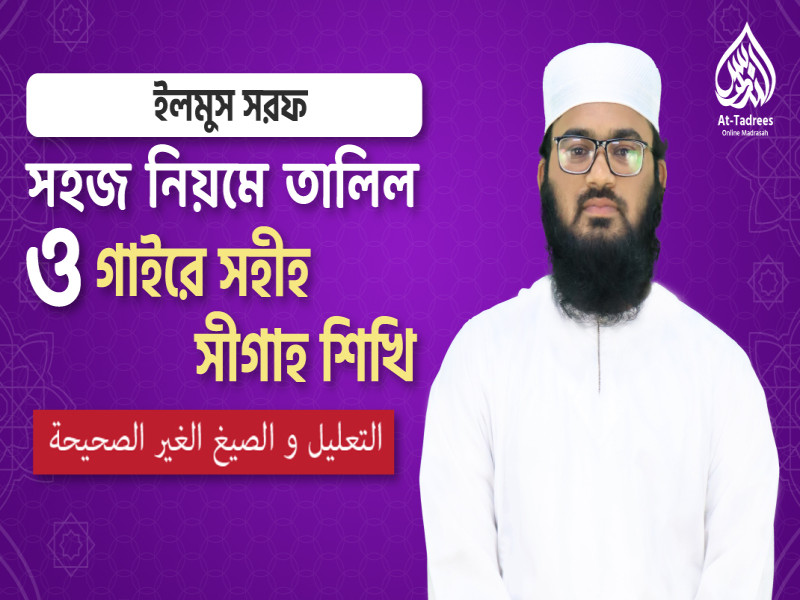 ইলমুস সরফ
সহজ নিয়মে তালিল
ও গাইরে সহীহ
সীগাহ শিখি
التعليل و الصيغ الغير الصحيحة
At-Tadrees
Online Madrasah